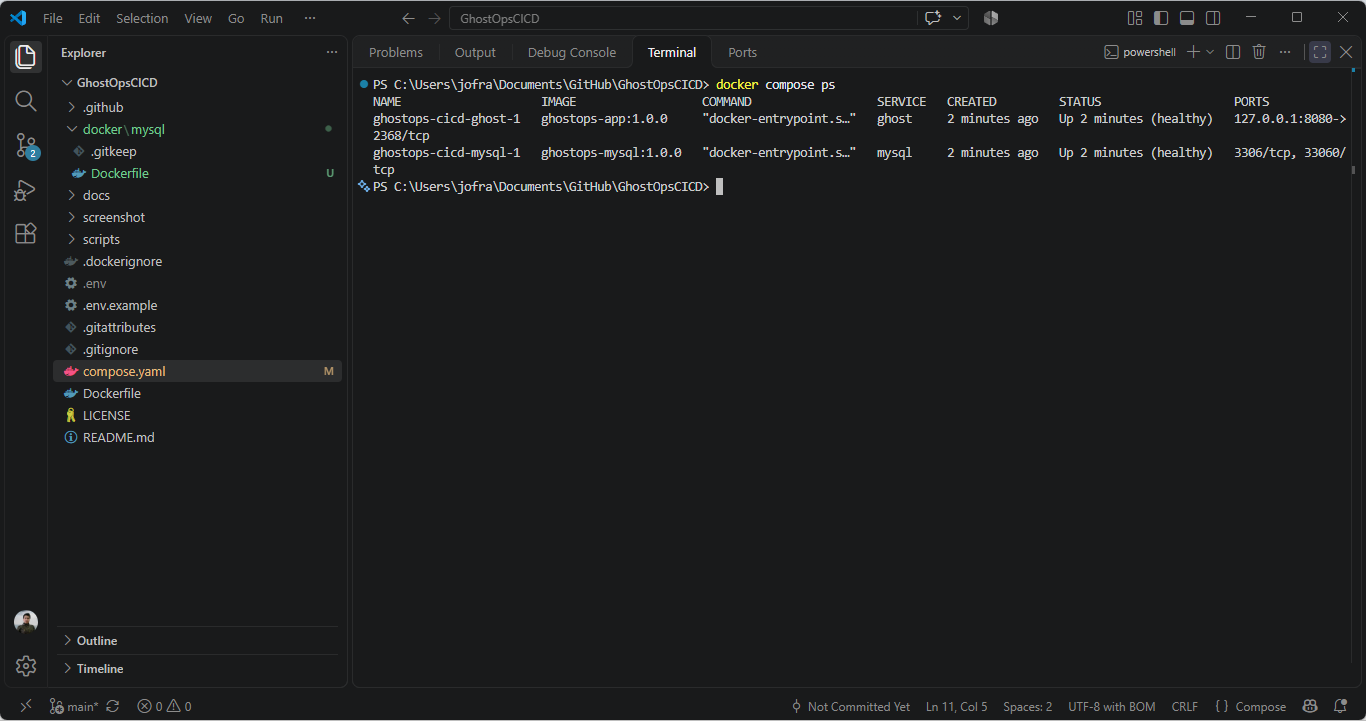 File Edit Selection View Go Run ··· GhostOpsCICD
Explorer ···
GhostOpsCICD
.github
docker\mysql
.gitkeep
Dockerfile U
docs
screenshot
scripts
.dockerignore
.env
.env.example
.gitattributes
.gitignore
compose.yaml M
Dockerfile
LICENSE
README.md
Outline
Timeline
2
Problems Output Debug Console Terminal Ports powershell
PS C:\Users\jofra\Documents\GitHub\GhostOpsCICD> docker compose ps
NAME IMAGE COMMAND SERVICE CREATED STATUS PORTS
ghostops-cicd-ghost-1 ghostops-app:1.0.0 "docker-entrypoint.s…" ghost 2 minutes ago Up 2 minutes (healthy) 127.0.0.1:8080->
2368/tcp
ghostops-cicd-mysql-1 ghostops-mysql:1.0.0 "docker-entrypoint.s…" mysql 2 minutes ago Up 2 minutes (healthy) 3306/tcp, 33060/
tcp
PS C:\Users\jofra\Documents\GitHub\GhostOpsCICD>
main* 0 0 Not Committed Yet Ln 11, Col 5 Spaces: 2 UTF-8 with BOM CRLF { } Compose